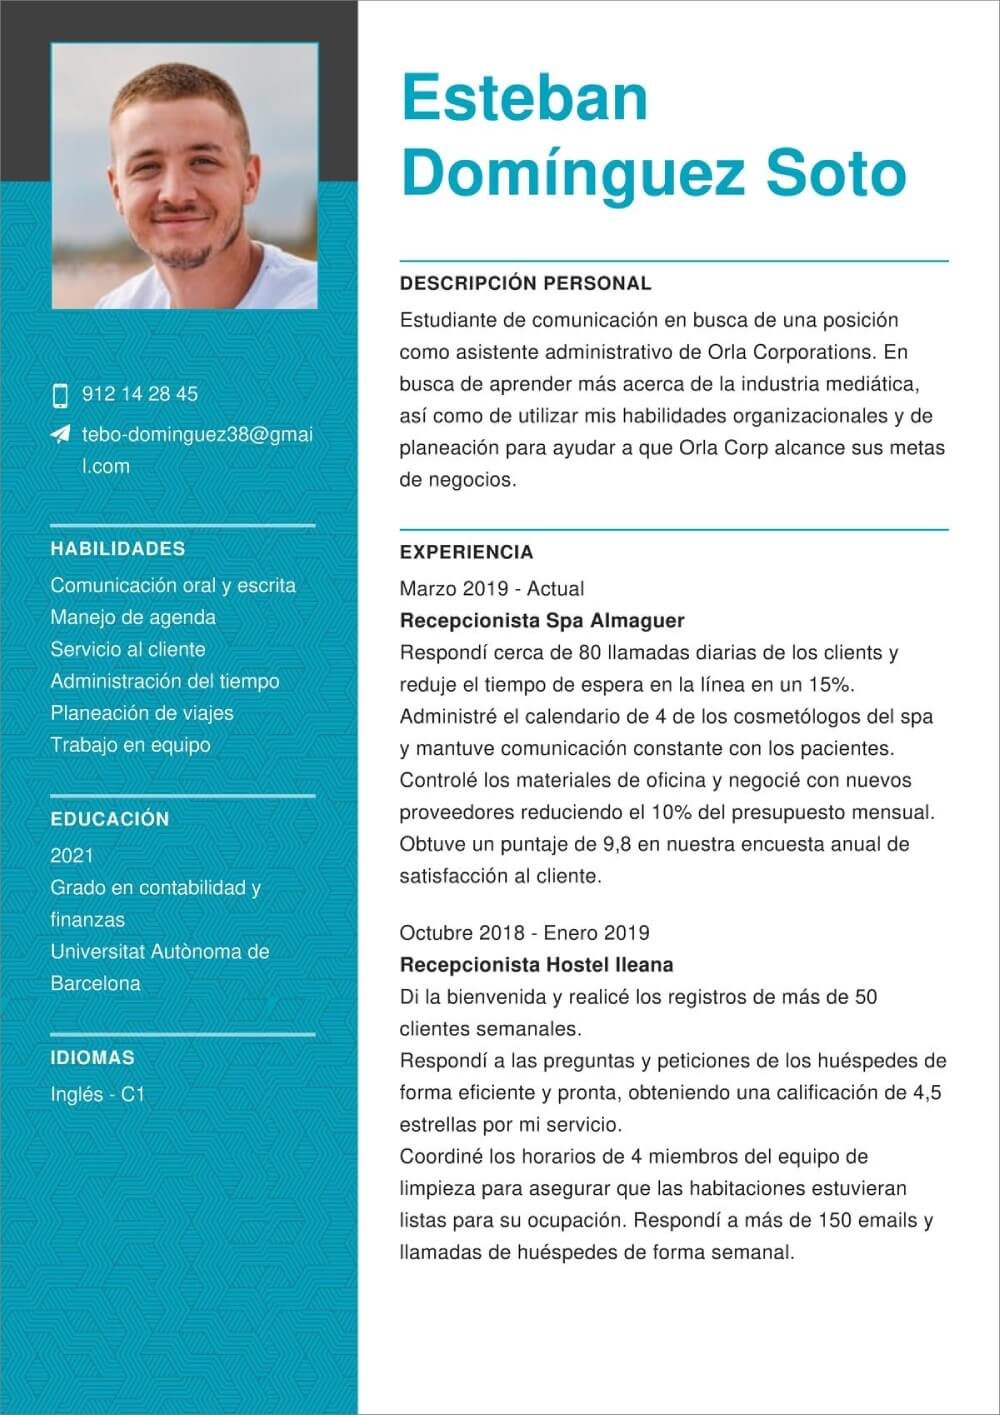 Esteban
Domínguez Soto
912 14 28 45
tebo-dominguez38@gmai
l.com
HABILIDADES
Comunicación oral y escrita
Manejo de agenda
Servicio al cliente
Administración del tiempo
Planeación de viajes
Trabajo en equipo
EDUCACIÓN
2021
Grado en contabilidad y
finanzas
Universitat Autònoma de
Barcelona
IDIOMAS
Inglés - C1
DESCRIPCIÓN PERSONAL
Estudiante de comunicación en busca de una posición
como asistente administrativo de Orla Corporations. En
busca de aprender más acerca de la industria mediática,
así como de utilizar mis habilidades organizacionales y de
planeación para ayudar a que Orla Corp alcance sus metas
de negocios.
EXPERIENCIA
Marzo 2019 - Actual
Recepcionista Spa Almaguer
Respondí cerca de 80 llamadas diarias de los clients y
reduje el tiempo de espera en la línea en un 15%.
Administré el calendario de 4 de los cosmetólogos del spa
y mantuve comunicación constante con los pacientes.
Controlé los materiales de oficina y negocié con nuevos
proveedores reduciendo el 10% del presupuesto mensual.
Obtuve un puntaje de 9,8 en nuestra encuesta anual de
satisfacción al cliente.
Octubre 2018 - Enero 2019
Recepcionista Hostel Ileana
Di la bienvenida y realicé los registros de más de 50
clientes semanales.
Respondí a las preguntas y peticiones de los huéspedes de
forma eficiente y pronta, obteniendo una calificación de 4,5
estrellas por mi servicio.
Coordiné los horarios de 4 miembros del equipo de
limpieza para asegurar que las habitaciones estuvieran
listas para su ocupación. Respondí a más de 150 emails y
llamadas de huéspedes de forma semanal.